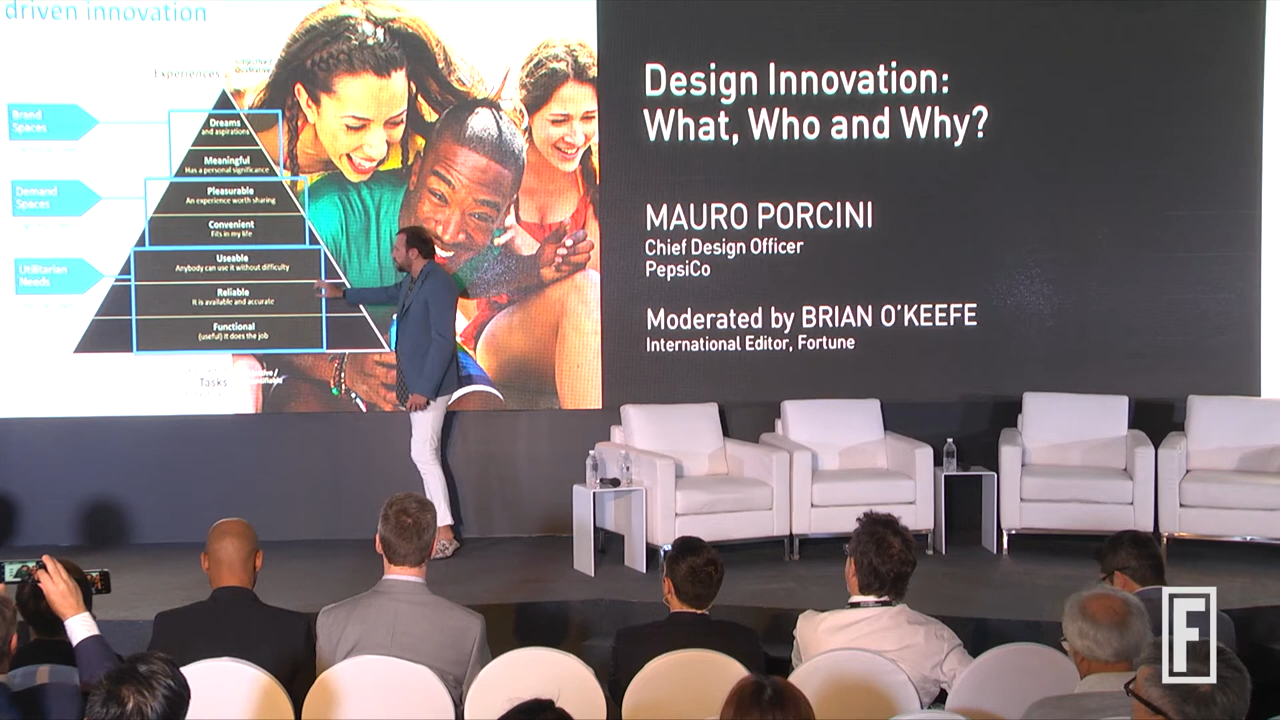 driven innovation
Experiences
Brand
Spaces
Demand
Spaces
Utilitarian
Needs
Dreams
and aspirations
Meaningful
Has a personal significance
Pleasurable
An experience worth sharing
Convenient
Fits in my life
Useable
Anybody can use it without difficulty
Reliable
It is available and accurate
Functional
(useful) It does the job
Tasks
Design Innovation:
What, Who and Why?
MAURO PORCINI
Chief Design Officer
PepsiCo
Moderated by BRIAN O'KEEFE
International Editor, Fortune
F